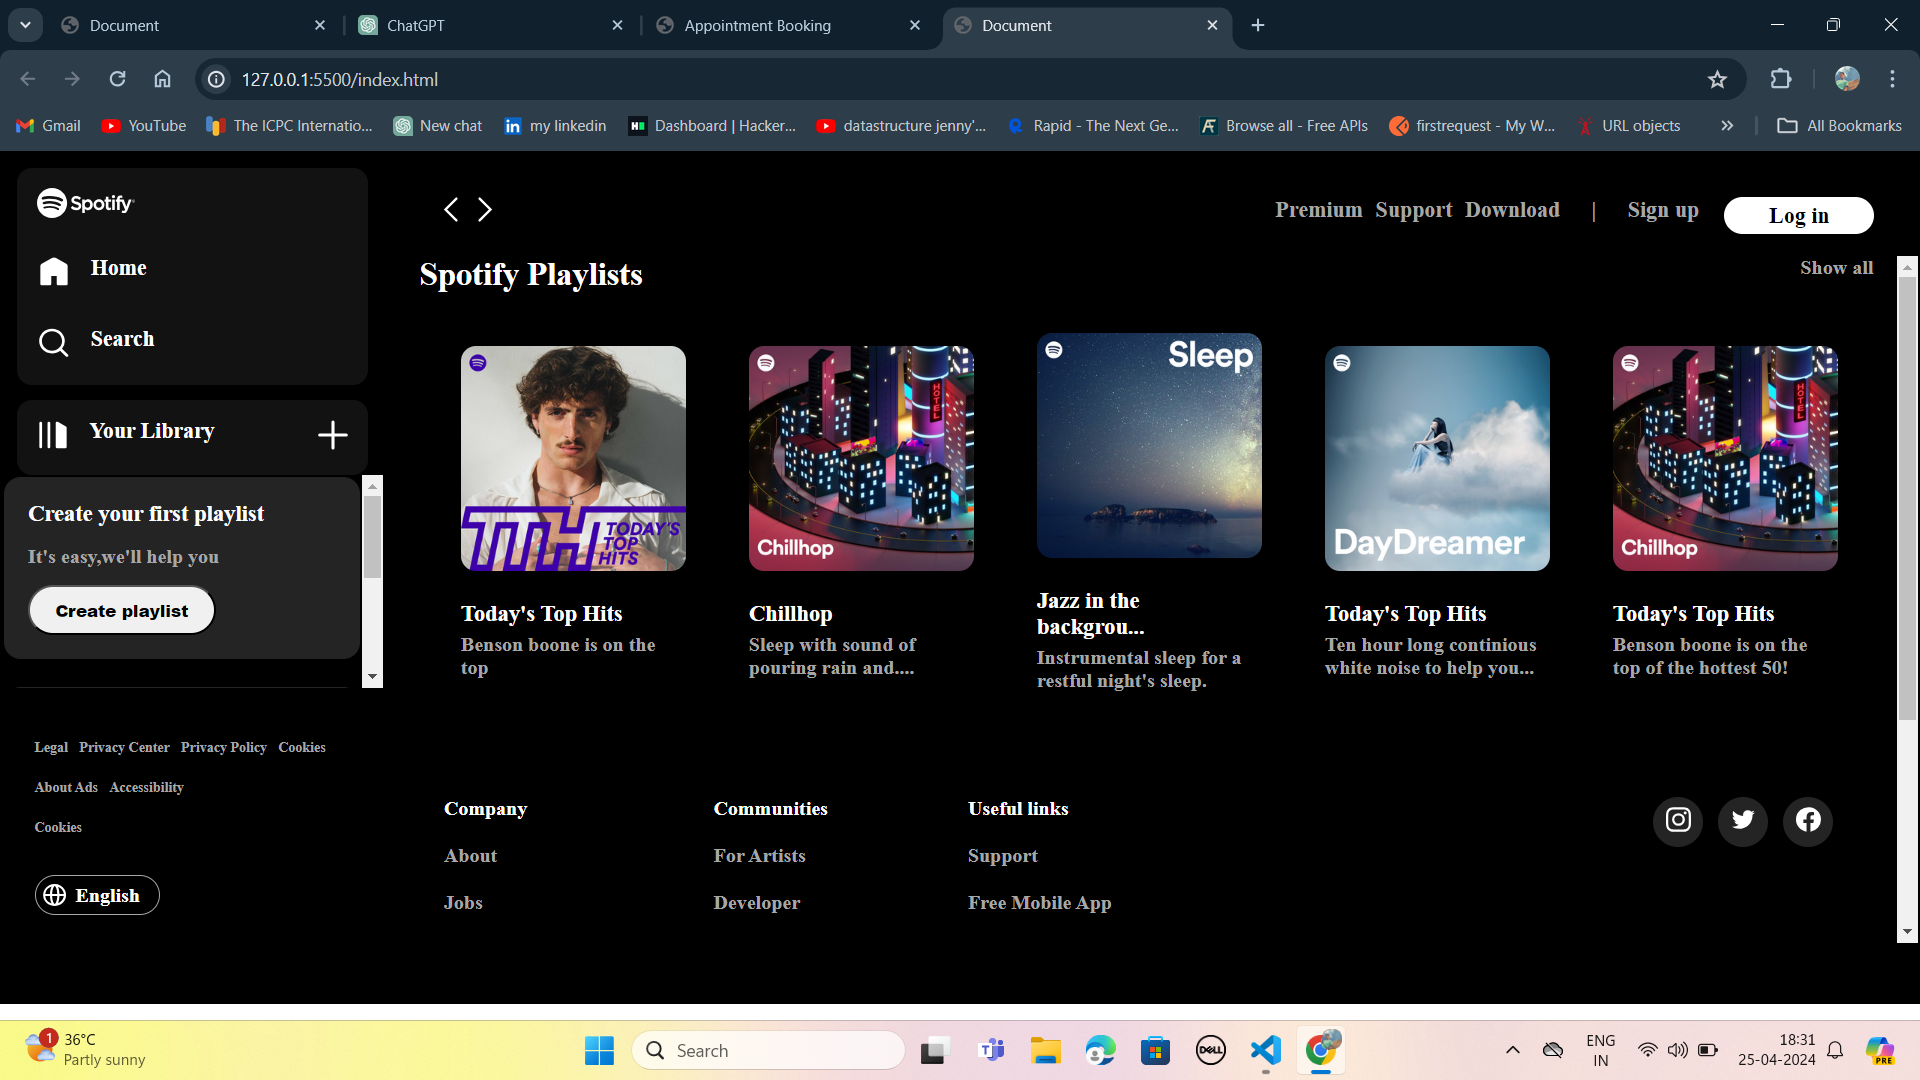 Document
ChatGPT
Appointment Booking
Document
127.0.0.1:5500/index.html
Gmail
YouTube
The ICPC Internatio...
New chat
my linkedin
Dashboard | Hacker...
datastructure jenny'...
Rapid - The Next Ge...
Browse all - Free APIs
firstrequest - My W...
URL objects
All Bookmarks
Spotify
Home
Search
Your Library
Create your first playlist
It's easy,we'll help you
Create playlist
Legal Privacy Center Privacy Policy Cookies
About Ads Accessibility
Cookies
English
Premium Support Download | Sign up Log in
Spotify Playlists
Show all
TTH TODAY'S
TOP
HITS
Today's Top Hits
Benson boone is on the
top
HOTEL
Chillhop
Chillhop
Sleep with sound of
pouring rain and....
Sleep
Jazz in the
backgrou...
Instrumental sleep for a
restful night's sleep.
DayDreamer
Today's Top Hits
Ten hour long continious
white noise to help you...
HOTEL
Chillhop
Today's Top Hits
Benson boone is on the
top of the hottest 50!
Company
About
Jobs
Communities
For Artists
Developer
Useful links
Support
Free Mobile App
1
36°C
Partly sunny
Search
DELL
ENG
IN
18:31
25-04-2024
PRE